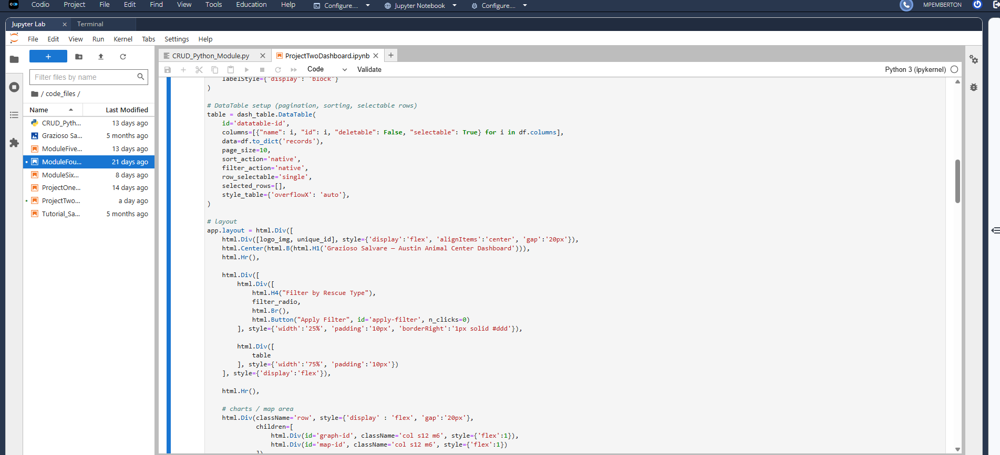 Codio Project File Edit Find View Tools Education Help Configure.... Jupyter Notebook Configure.... MPEMBERTON
Jupyter Lab Terminal
File Edit View Run Kernel Tabs Settings Help
CRUD_Python_Module.py ProjectTwoDashboard.ipynb
Code Validate Python 3 (ipykernel)
Filter files by name
/ code_files /
Name Last Modified
CRUD_Pyth... 13 days ago
Grazioso Sa... 5 months ago
ModuleFive... 13 days ago
ModuleFou... 21 days ago
ModuleSix... 8 days ago
ProjectOne... 14 days ago
ProjectTwo... a day ago
Tutorial_Sa... 5 months ago
labelStyle={'display': 'block'}
)
# DataTable setup (pagination, sorting, selectable rows)
table = dash_table.DataTable(
id='datatable-id',
columns=[{"name": i, "id": i, "deletable": False, "selectable": True} for i in df.columns],
data=df.to_dict('records'),
page_size=10,
sort_action='native',
filter_action='native',
row_selectable='single',
selected_rows=[],
style_table={'overflowX': 'auto'},
)
# layout
app.layout = html.Div([
html.Div([logo_img, unique_id], style={'display':'flex', 'alignItems':'center', 'gap':'20px'}),
html.Center(html.B(html.H1('Grazioso Salvare — Austin Animal Center Dashboard'))),
html.Hr(),
html.Div([
html.Div([
html.H4("Filter by Rescue Type"),
filter_radio,
html.Br(),
html.Button("Apply Filter", id='apply-filter', n_clicks=0)
], style={'width':'25%', 'padding':'10px', 'borderRight':'1px solid #ddd'}),
html.Div([
table
], style={'width':'75%', 'padding':'10px'})
], style={'display':'flex'}),
html.Hr(),
# charts / map area
html.Div(className='row', style={'display' : 'flex', 'gap':'20px'},
children=[
html.Div(id='graph-id', className='col s12 m6', style={'flex':1}),
html.Div(id='map-id', className='col s12 m6', style={'flex':1})
])